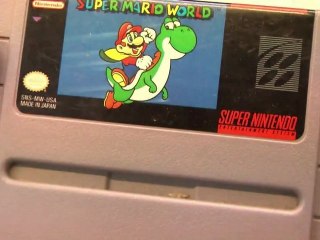 Nintendo
SUPER MARIO WORLD
SNS-MW-USA
MADE IN JAPAN
SUPER NINTENDO
ENTERTAINMENT SYSTEM